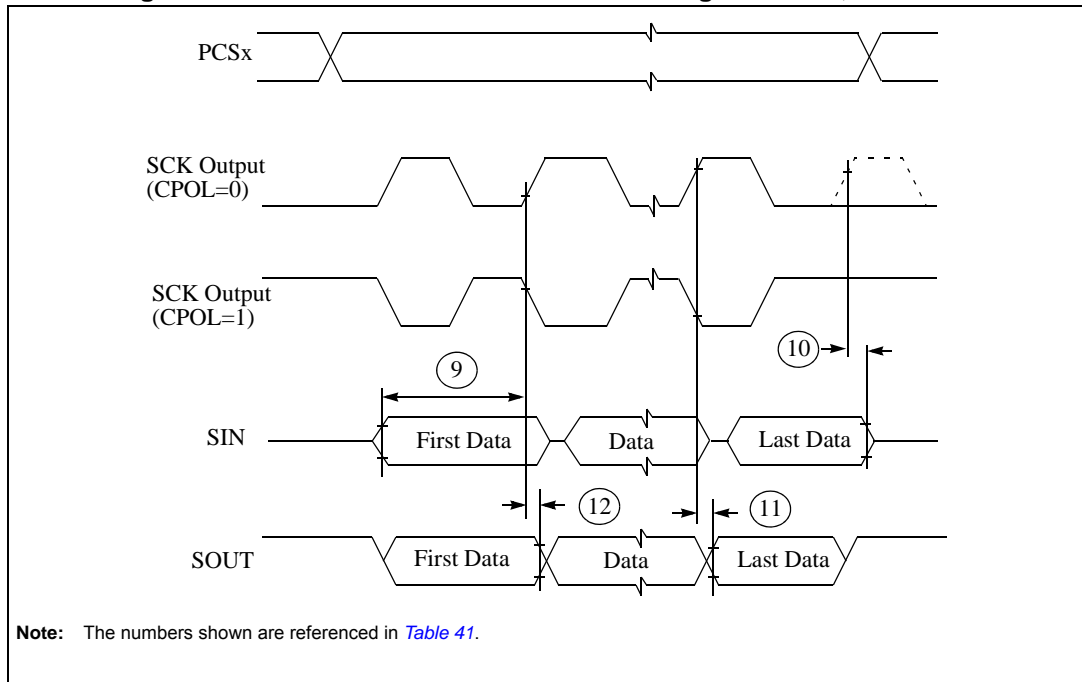 PCSx
SCK Output
(CPOL=0)
SCK Output
(CPOL=1)
10
9
SIN
First Data
Data
Last Data
12
11
SOUT
First Data
Data
Last Data
Note: The numbers shown are referenced in Table 41.